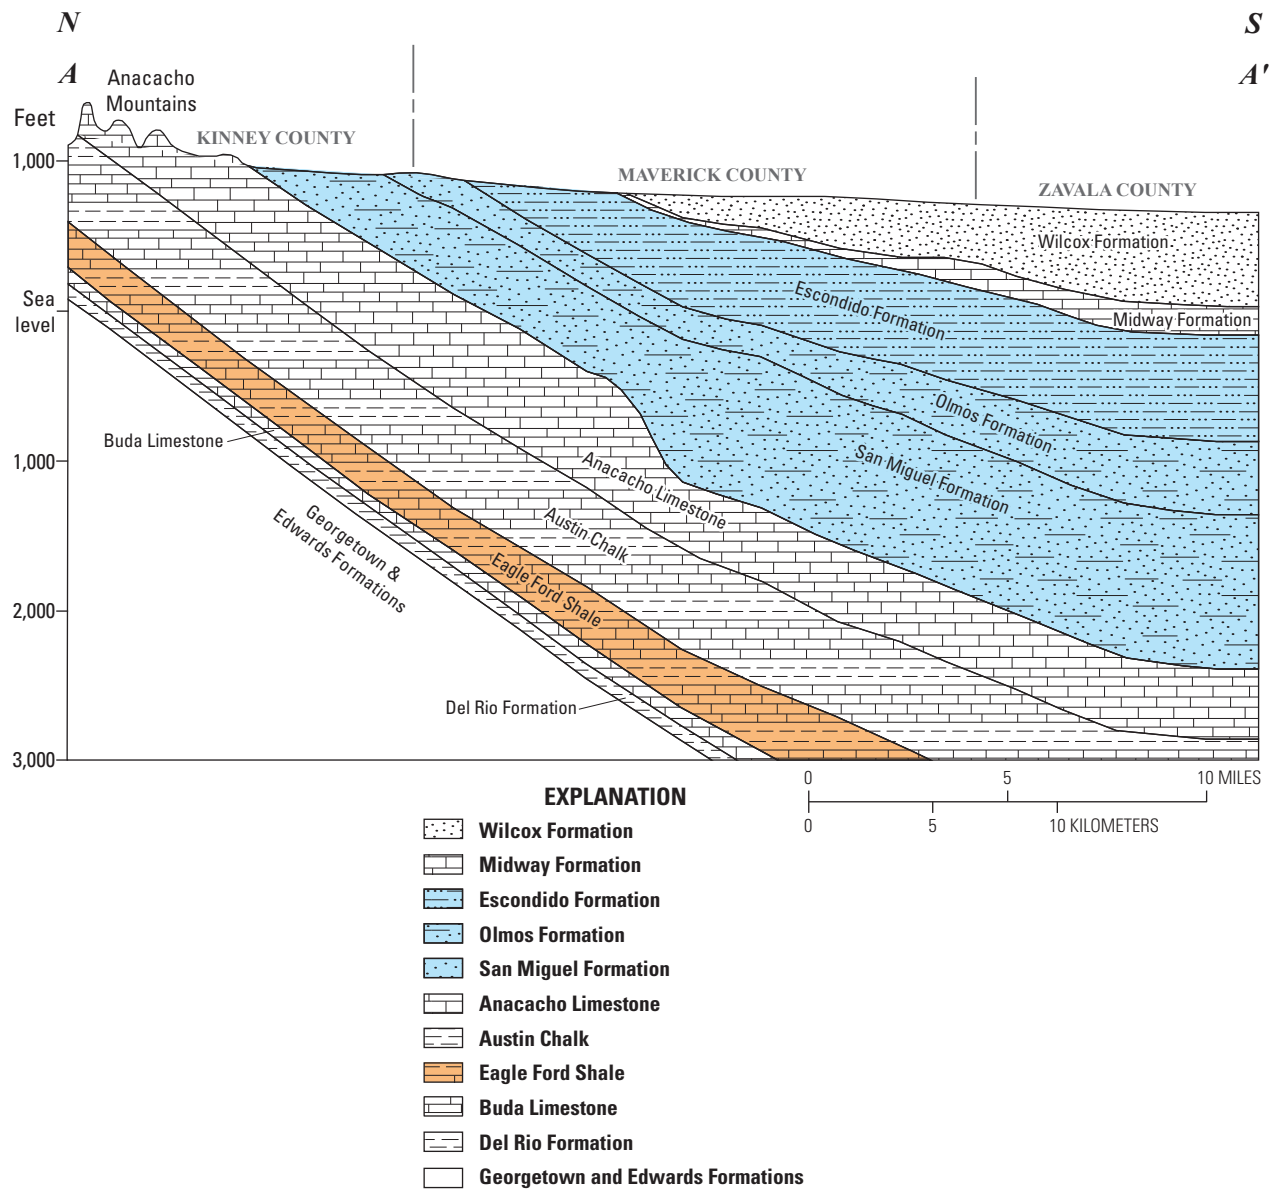 N
S
A
A'
Anacacho
Mountains
Feet
KINNEY COUNTY
MAVERICK COUNTY
ZAVALA COUNTY
1,000
Sea
level
1,000
2,000
3,000
Wilcox Formation
Midway Formation
Escondido Formation
Olmos Formation
San Miguel Formation
Anacacho Limestone
Austin Chalk
Eagle Ford Shale
Buda Limestone
Georgetown &
Edwards Formations
Del Rio Formation
0 5 10 MILES
0 5 10 KILOMETERS
EXPLANATION
Wilcox Formation
Midway Formation
Escondido Formation
Olmos Formation
San Miguel Formation
Anacacho Limestone
Austin Chalk
Eagle Ford Shale
Buda Limestone
Del Rio Formation
Georgetown and Edwards Formations